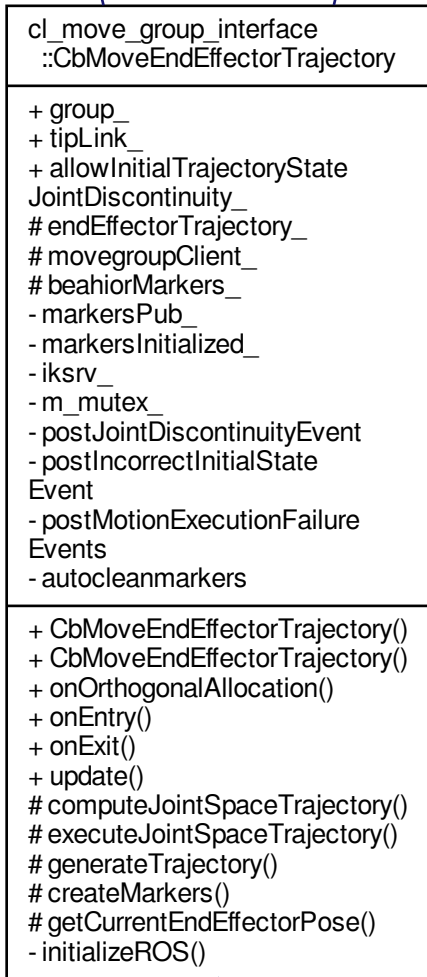 cl_move_group_interface
::CbMoveEndEffectorTrajectory
+ group_
+ tipLink_
+ allowInitialTrajectoryState
JointDiscontinuity_
# endEffectorTrajectory_
# movegroupClient_
# beahiorMarkers_
- markersPub_
- markersInitialized_
- iksrv_
- m_mutex_
- postJointDiscontinuityEvent
- postIncorrectInitialState
Event
- postMotionExecutionFailure
Events
- autocleanmarkers
+ CbMoveEndEffectorTrajectory()
+ CbMoveEndEffectorTrajectory()
+ onOrthogonalAllocation()
+ onEntry()
+ onExit()
+ update()
# computeJointSpaceTrajectory()
# executeJointSpaceTrajectory()
# generateTrajectory()
# createMarkers()
# getCurrentEndEffectorPose()
- initializeROS()